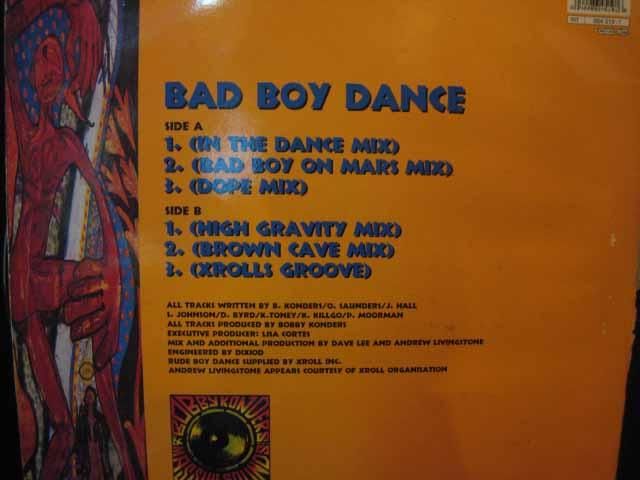 BAD BOY DANCE
SIDE A
1. (IN THE DANCE MIX)
2. (BAD BOY ON MARS MIX)
3. (DOPE MIX)
SIDE B
1. (HIGH GRAVITY MIX)
2. (BROWN CAVE MIX)
3. (XROLLS GROOVE)
ALL TRACKS WRITTEN BY B. KONDERS/O. SAUNDERS/J. HALL
S. JOHNSON/D. BYRD/K.TONEY/K. KILLGO/P. MOORMAN
ALL TRACKS PRODUCED BY BOBBY KONDERS
EXECUTIVE PRODUCER: LISA CORTES
MIX AND ADDITIONAL PRODUCTION BY DAVE LEE AND ANDREW LIVINGSTONE
ENGINEERED BY DIXIOD
RUDE BOY DANCE SUPPLIED BY XROLL INC.
ANDREW LIVINGSTONE APPEARS COURTESY OF XROLL ORGANISATION
BOBBY KONDERS